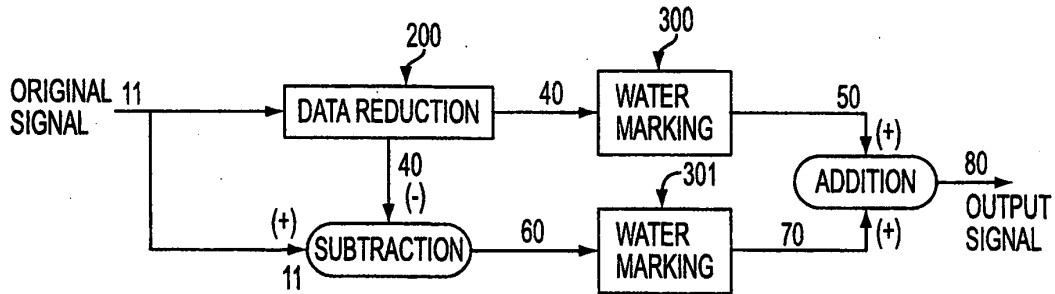 200
300
ORIGINAL
SIGNAL
11
DATA REDUCTION
40
WATER
MARKING
50
40
(-)
(+)
ADDITION
80
OUTPUT
SIGNAL
301
(+)
11
SUBTRACTION
60
WATER
MARKING
70
(+)